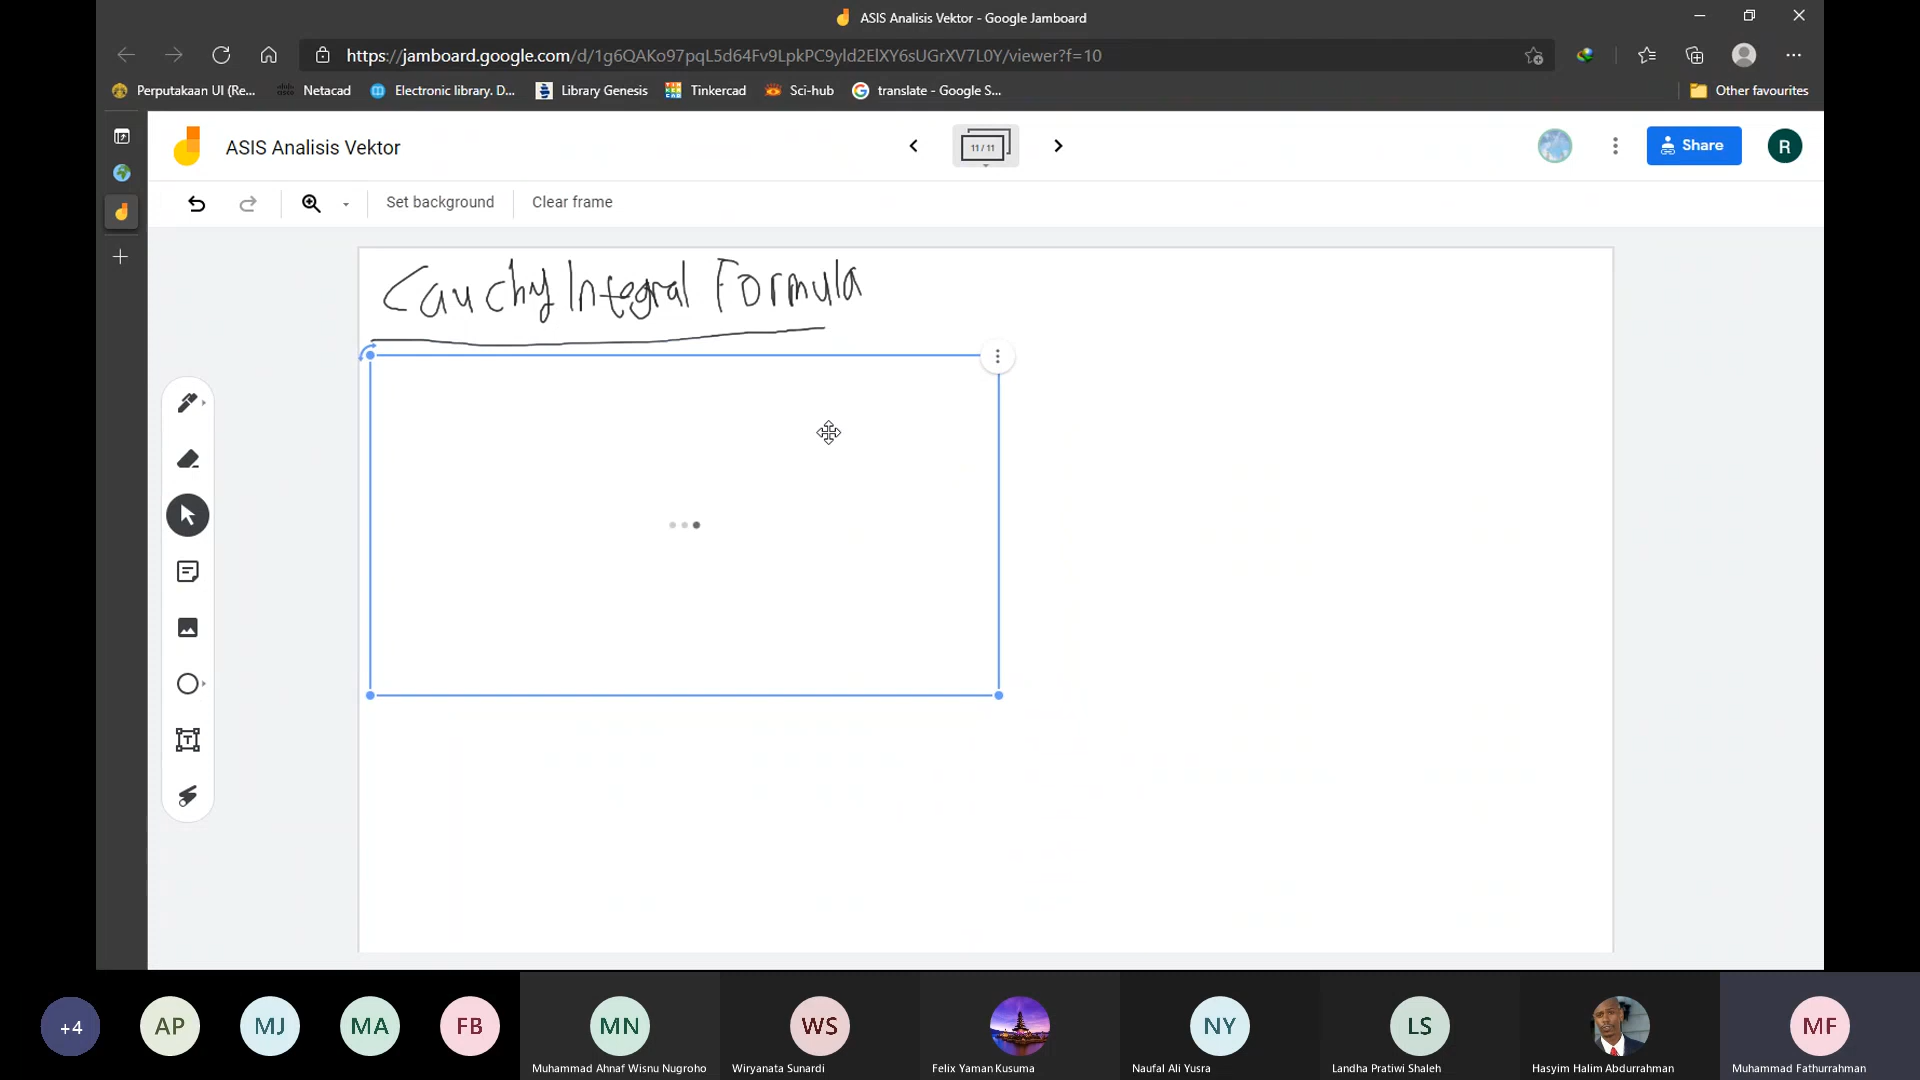 ASIS Analisis Vektor - Google Jamboard
https://jamboard.google.com/d/1g6QAKo97pqL5d64Fv9LpkPC9yld2ElXY6sUGrXV7L0Y/viewer?f=10
Perputakaan UI (Re... Netacad Electronic library. D... Library Genesis Tinkercad Sci-hub translate - Google S... Other favourites
ASIS Analisis Vektor 11 / 11 Share R
Set background Clear frame
Cauchy Integral Formula
+4 AP MJ MA FB MN WS NY LS MF
Muhammad Ahnaf Wisnu Nugroho Wiryanata Sunardi Felix Yaman Kusuma Naufal Ali Yusra Landha Pratiwi Shaleh Hasyim Halim Abdurrahman Muhammad Fathurrahman